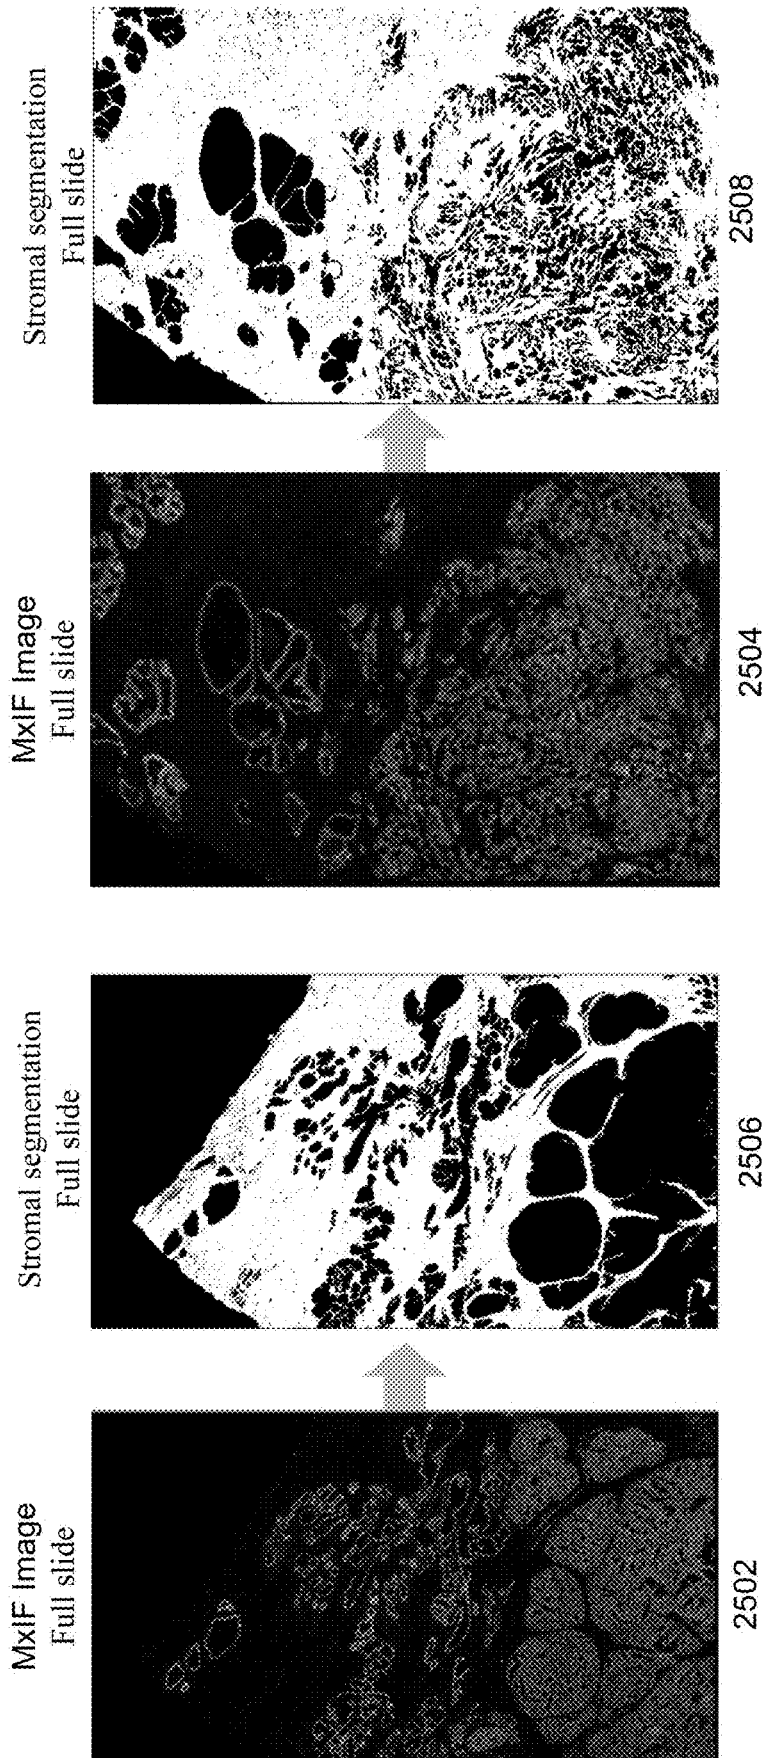 MxIF Image
Full slide
2502
Stromal segmentation
Full slide
2506
MxIF Image
Full slide
2504
Stromal segmentation
Full slide
2508